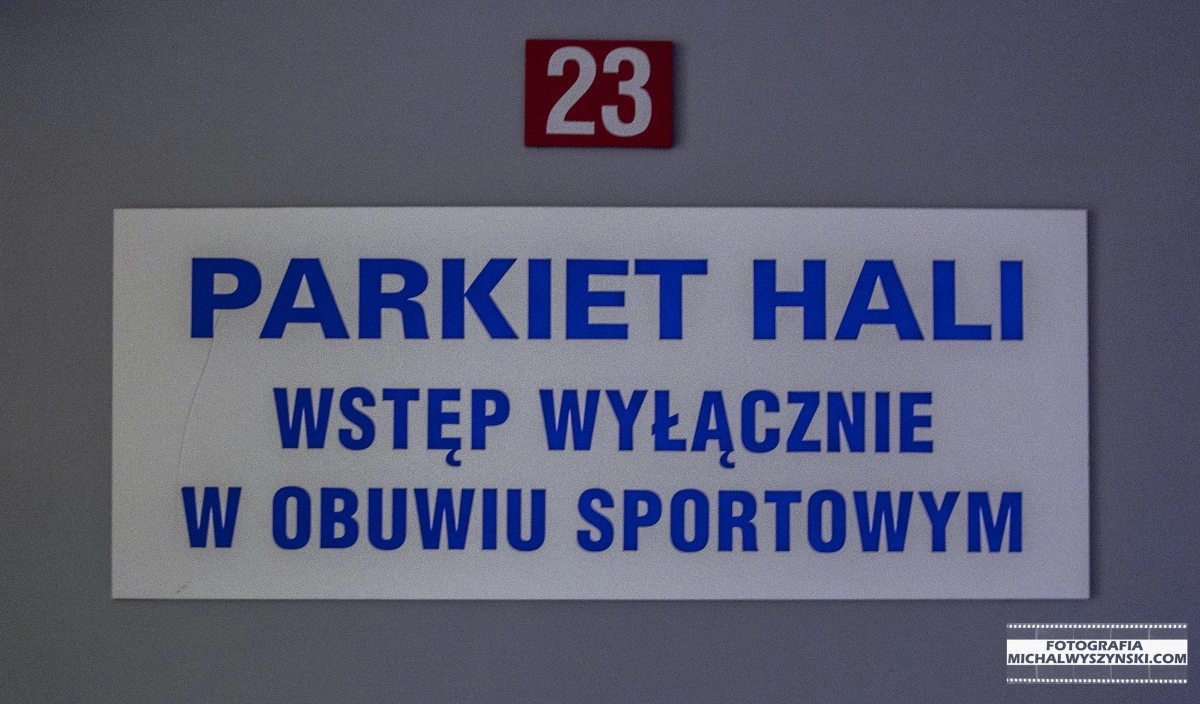 23
PARKIET HALI
WSTĘP WYŁĄCZNIE
W OBUWIU SPORTOWYM
FOTOGRAFIA
MICHALWYSZYNSKI.COM